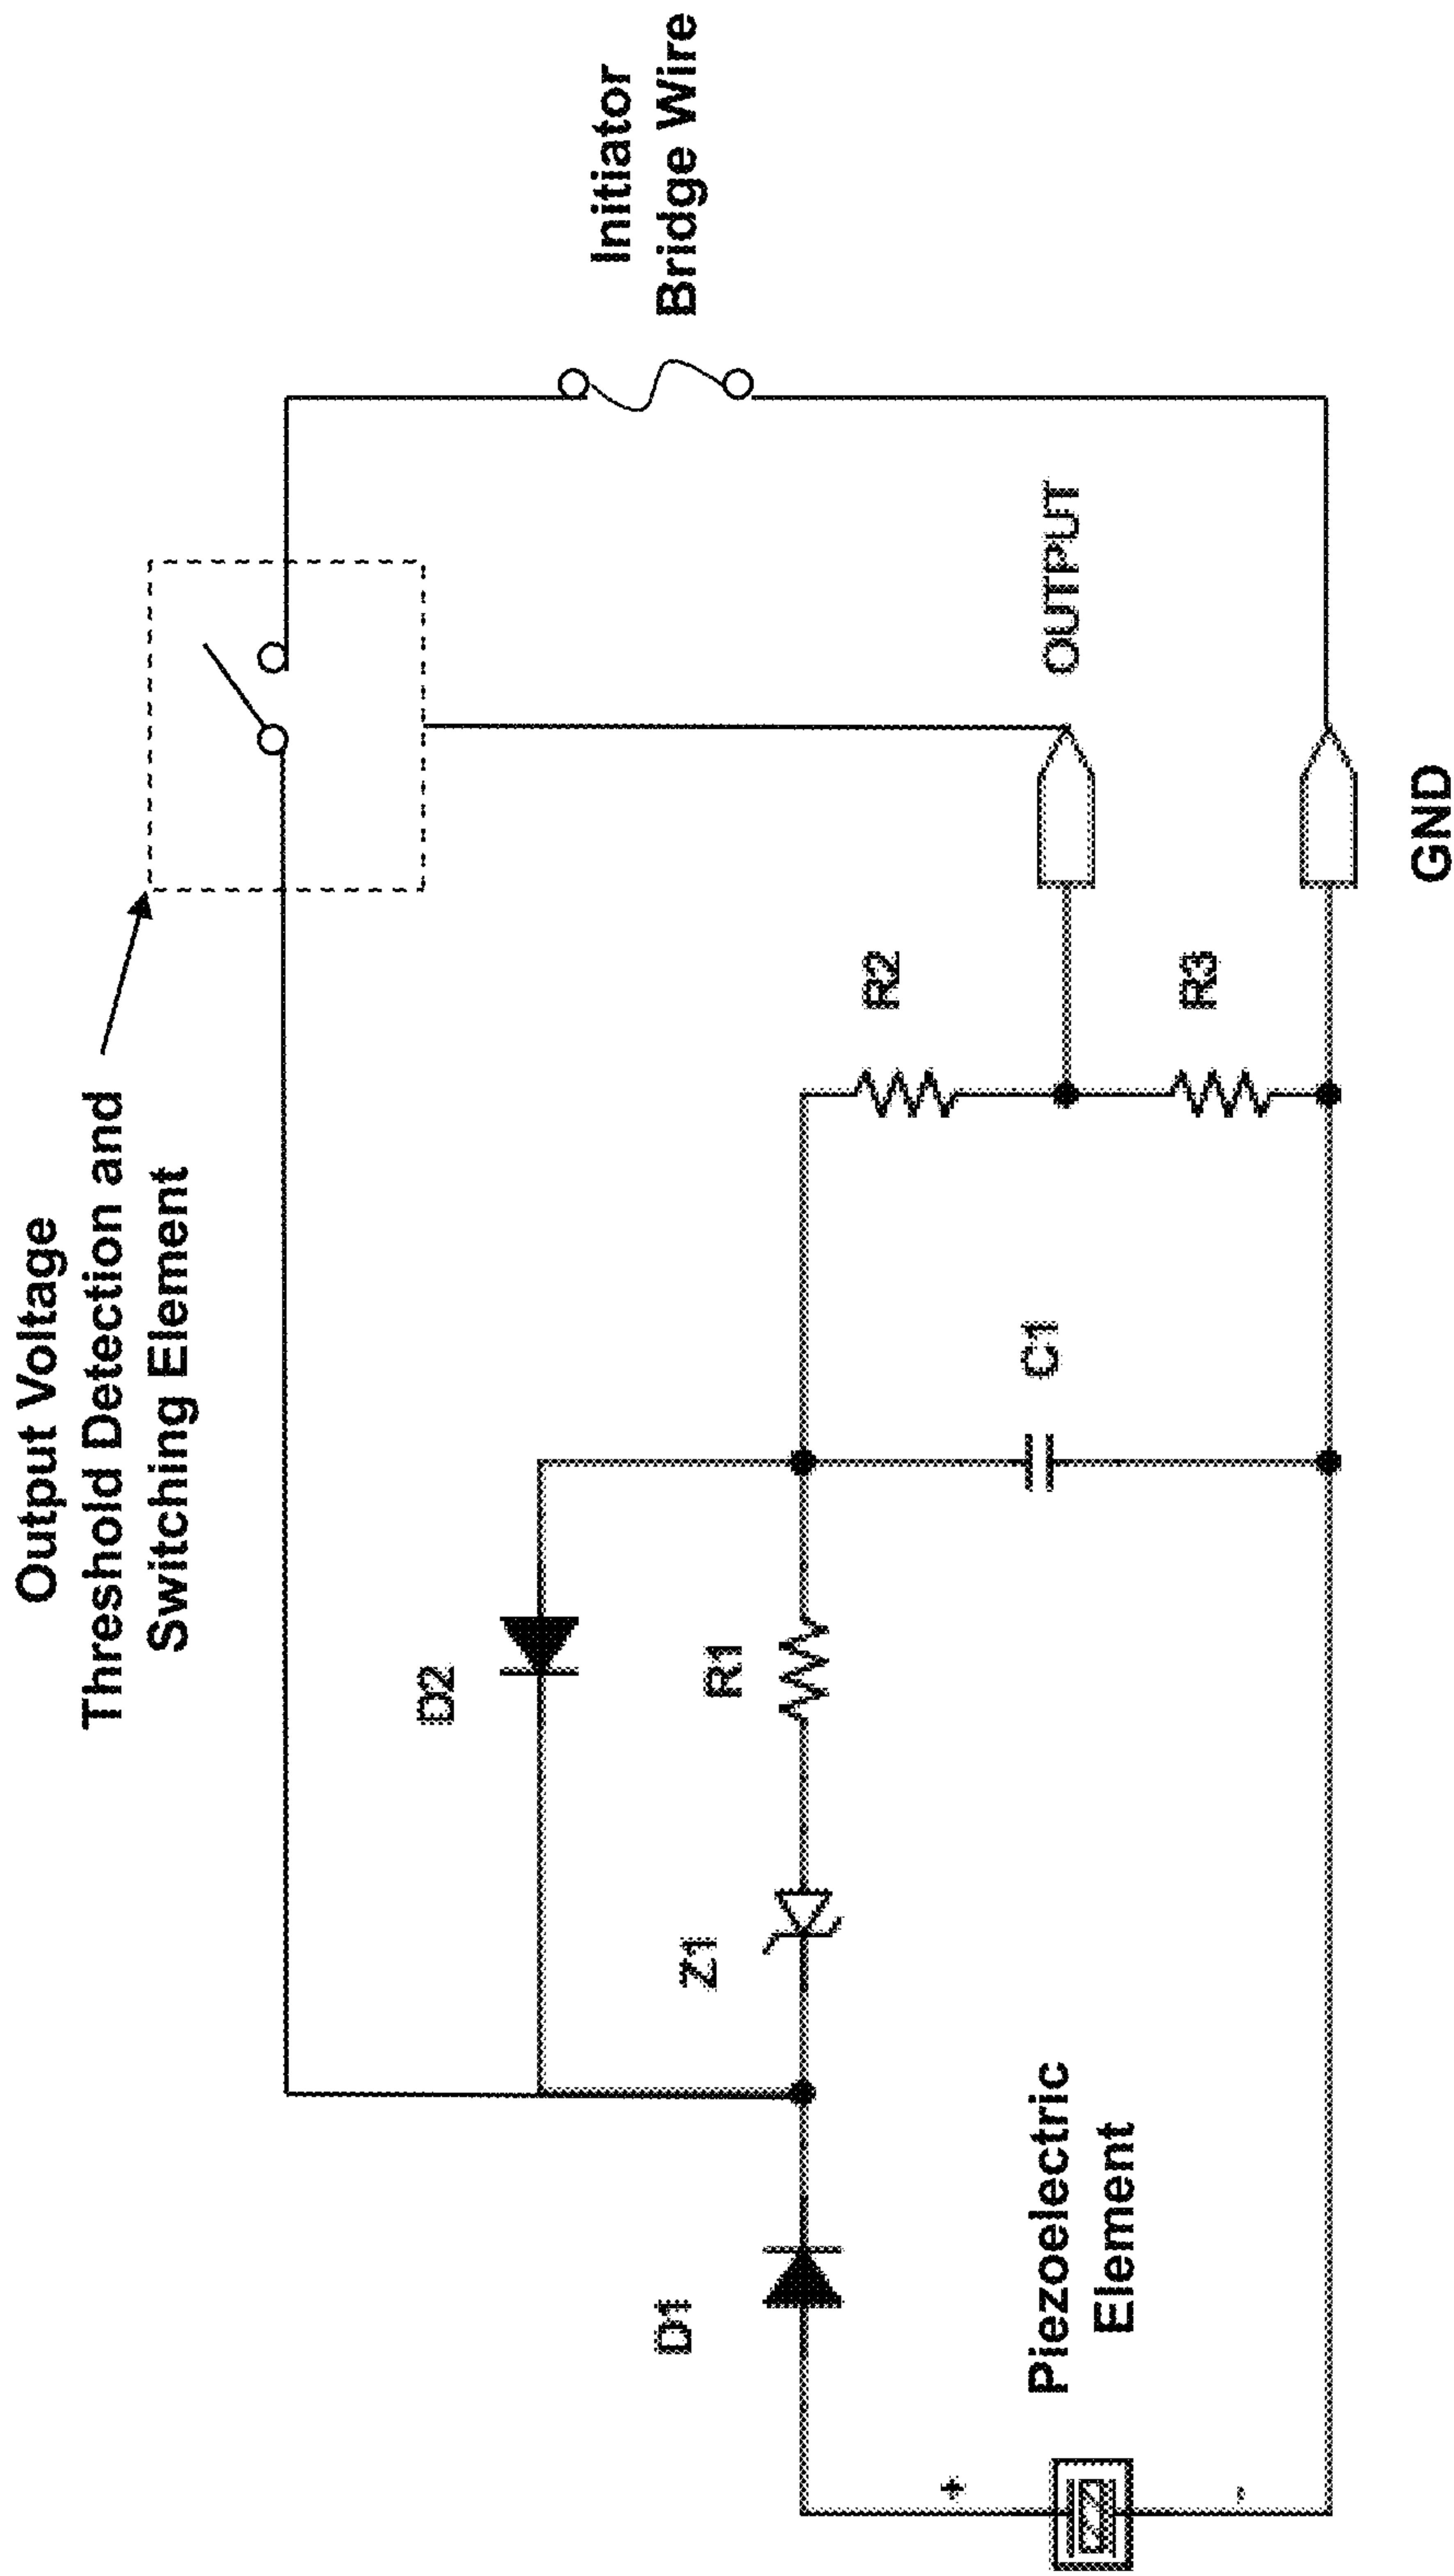 Output Voltage
Threshold Detection and
Switching Element
Initiator
Bridge Wire
D2
R1
Z1
D1
C1
R2
R3
OUTPUT
GND
Piezoelectric
Element
+
-